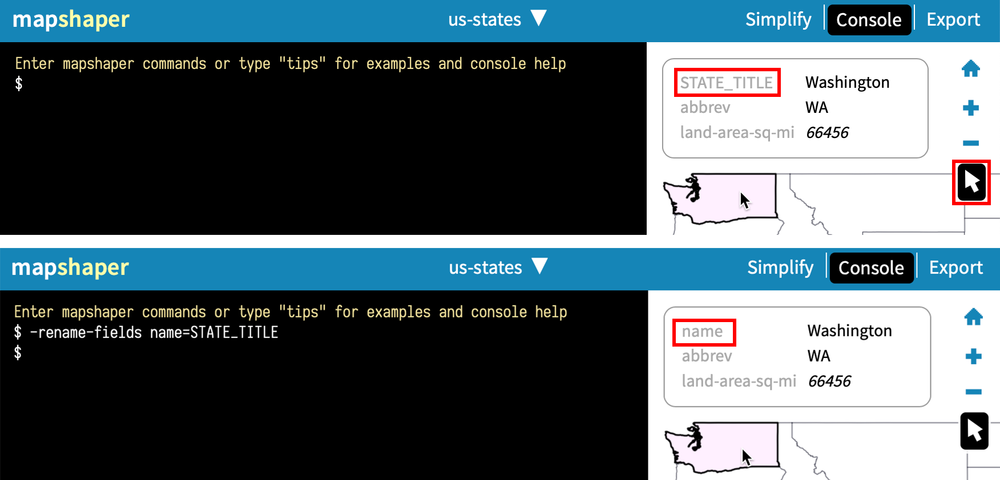 mapshaper us-states ▼ Simplify Console Export
Enter mapshaper commands or type "tips" for examples and console help
$
STATE_TITLE Washington
abbrev WA
land-area-sq-mi 66456
mapshaper us-states ▼ Simplify Console Export
Enter mapshaper commands or type "tips" for examples and console help
$ -rename-fields name=STATE_TITLE
$
name Washington
abbrev WA
land-area-sq-mi 66456